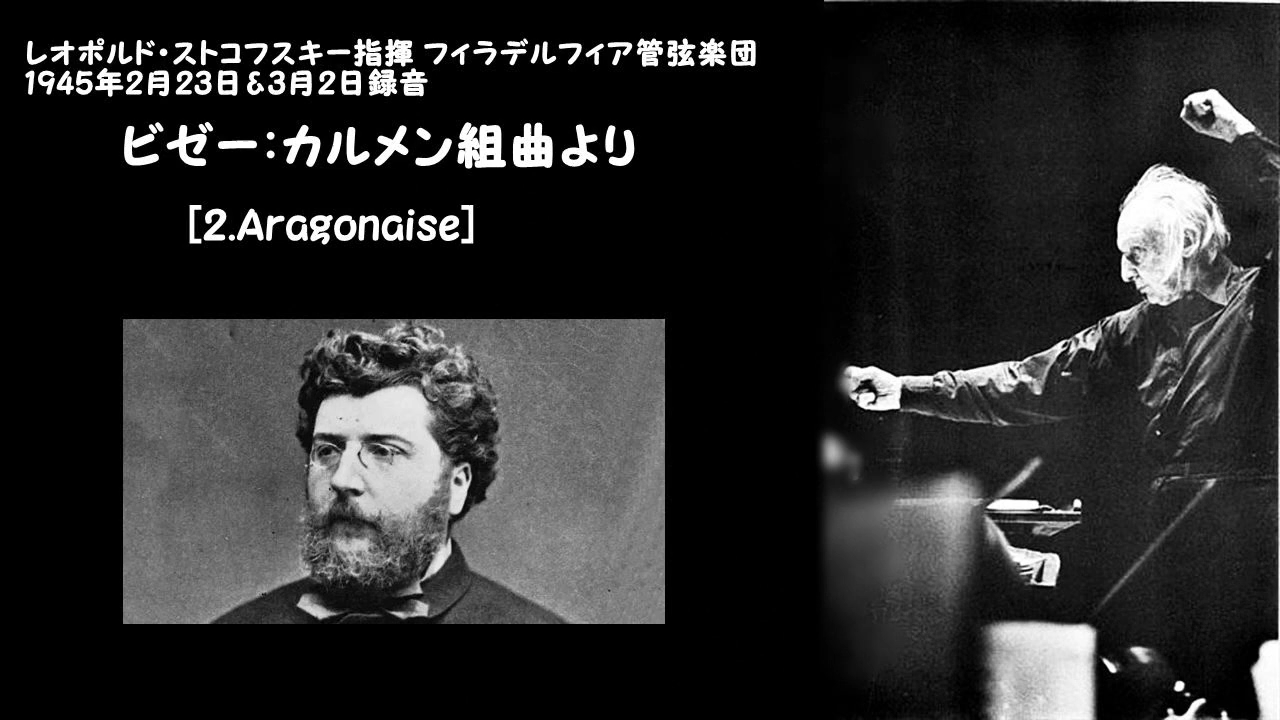 レオポルド・ストコフスキー指揮 フィラデルフィア管弦楽団
1945年2月23日&3月2日録音
ビゼー：カルメン組曲より
[2.Aragonaise]